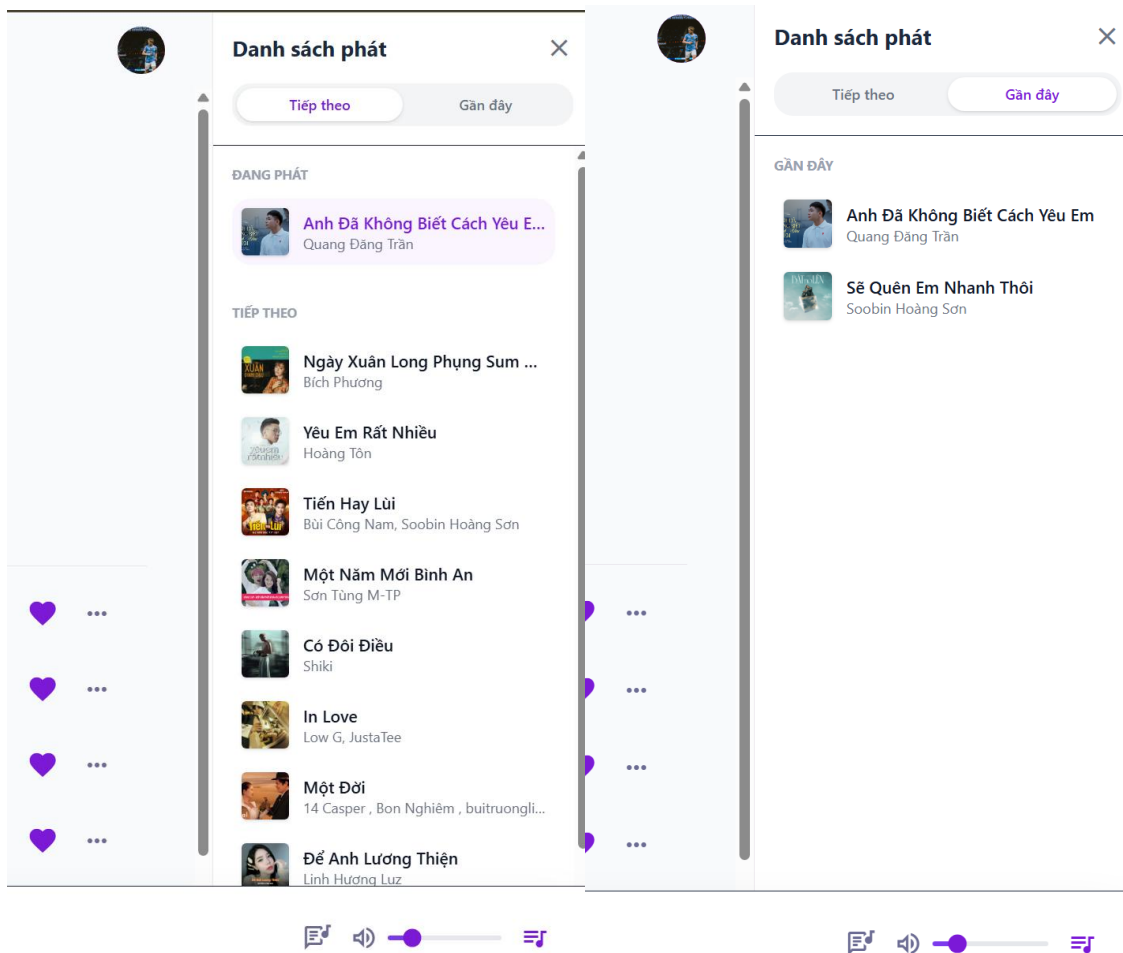 Danh sách phát
Tiếp theo
Gần đây
ĐANG PHÁT
Anh Đã Không Biết Cách Yêu E...
Quang Đăng Trần
TIẾP THEO
Ngày Xuân Long Phụng Sum ...
Bích Phương
Yêu Em Rất Nhiều
Hoàng Tôn
Tiến Hay Lùi
Bùi Công Nam, Soobin Hoàng Sơn
Một Năm Mới Bình An
Sơn Tùng M-TP
Có Đôi Điều
Shiki
In Love
Low G, JustaTee
Một Đời
14 Casper , Bon Nghiêm , buitruongli...
Để Anh Lương Thiện
Linh Hương Luz
Danh sách phát
Tiếp theo
Gần đây
GẦN ĐÂY
Anh Đã Không Biết Cách Yêu Em
Quang Đăng Trần
Sẽ Quên Em Nhanh Thôi
Soobin Hoàng Sơn